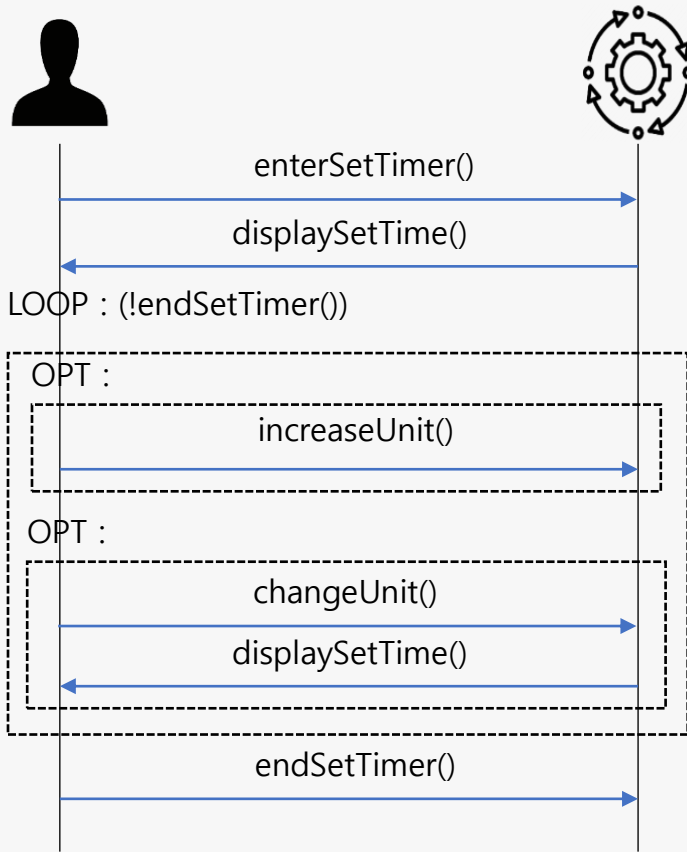 enterSetTimer()
displaySetTime()
LOOP : (!endSetTimer())
OPT :
increaseUnit()
OPT :
changeUnit()
displaySetTime()
endSetTimer()